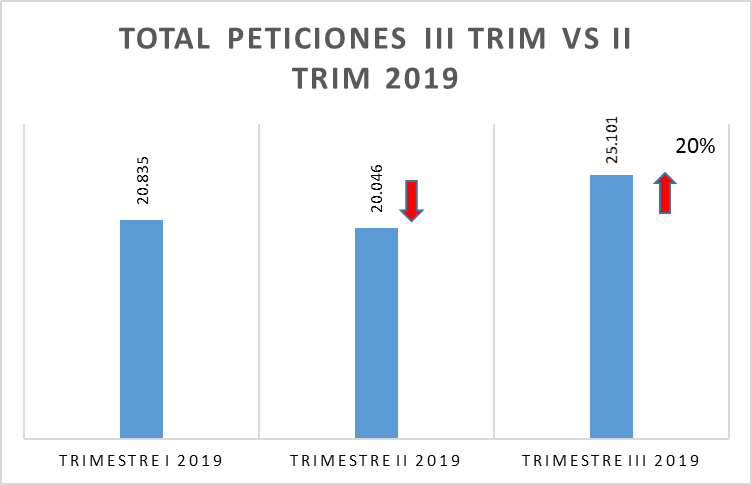 TOTAL PETICIONES III TRIM VS II
TRIM 2019
20.835
20.046
25.101
20%
TRIMESTRE I 2019
TRIMESTRE II 2019
TRIMESTRE III 2019